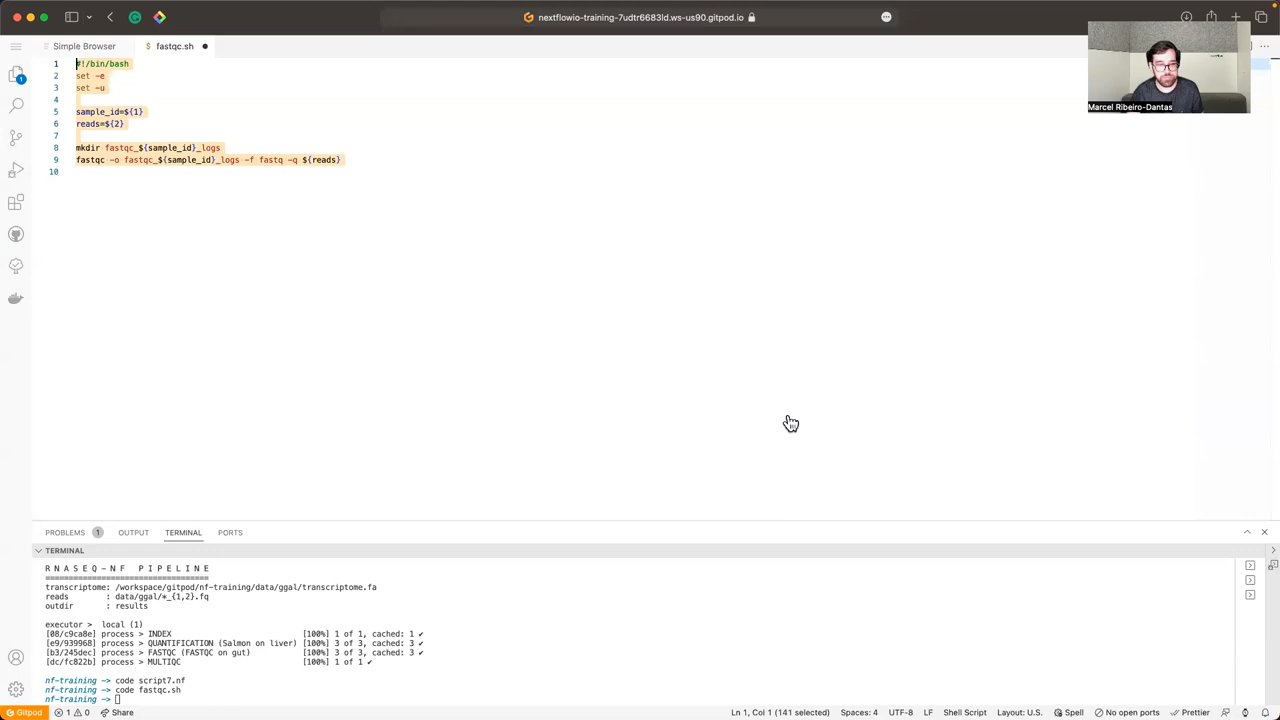 nextflowio-training-7udtr6683ld.ws-us90.gitpod.io
Simple Browser
fastqc.sh
Marcel Ribeiro-Dantas
1 #!/bin/bash
2 set -e
3 set -u
4
5 sample_id=${1}
6 reads=${2}
7
8 mkdir fastqc_${sample_id}_logs
9 fastqc -o fastqc_${sample_id}_logs -f fastq -q ${reads}
10
1
PROBLEMS 1 OUTPUT TERMINAL PORTS
TERMINAL
R N A S E Q - N F   P I P E L I N E
===================================
transcriptome: /workspace/gitpod/nf-training/data/ggal/transcriptome.fa
reads        : data/ggal/*_{1,2}.fq
outdir       : results
executor >  local (1)
[08/c9ca8e] process > INDEX                          [100%] 1 of 1, cached: 1 ✔
[e9/939968] process > QUANTIFICATION (Salmon on liver) [100%] 3 of 3, cached: 3 ✔
[b3/245dec] process > FASTQC (FASTQC on gut)         [100%] 3 of 3, cached: 3 ✔
[dc/fc822b] process > MULTIQC                        [100%] 1 of 1 ✔
nf-training -> code script7.nf
nf-training -> code fastqc.sh
nf-training ->
Gitpod 1 0 Share Ln 1, Col 1 (141 selected) Spaces: 4 UTF-8 LF Shell Script Layout: U.S. Spell No open ports Prettier